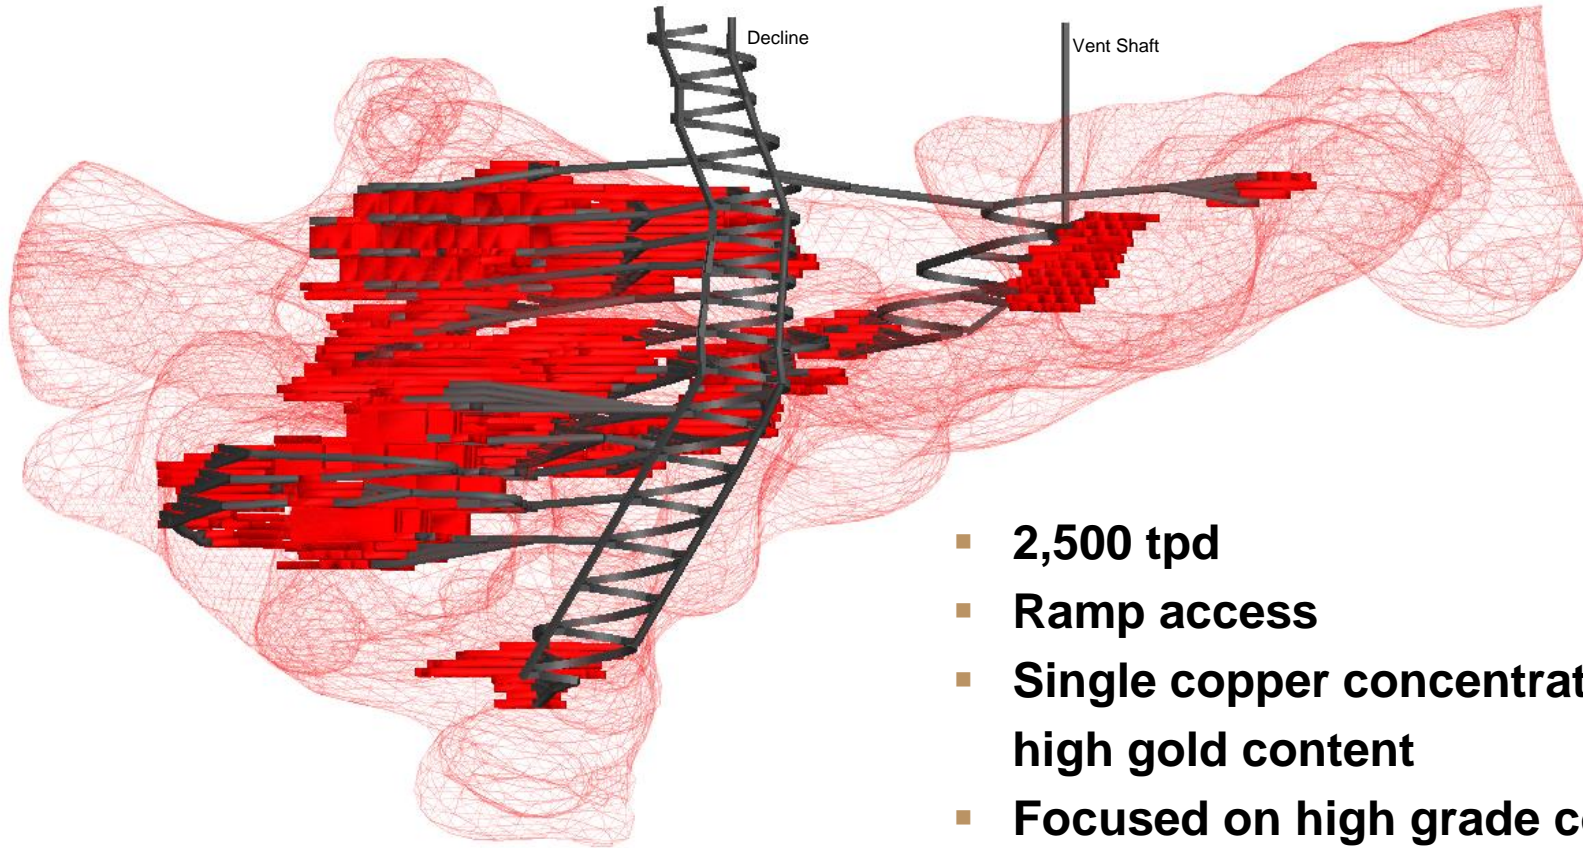 Decline
Vent Shaft
▪ 2,500 tpd
▪ Ramp access
▪ Single copper
high gold content
▪ Focused on high grade